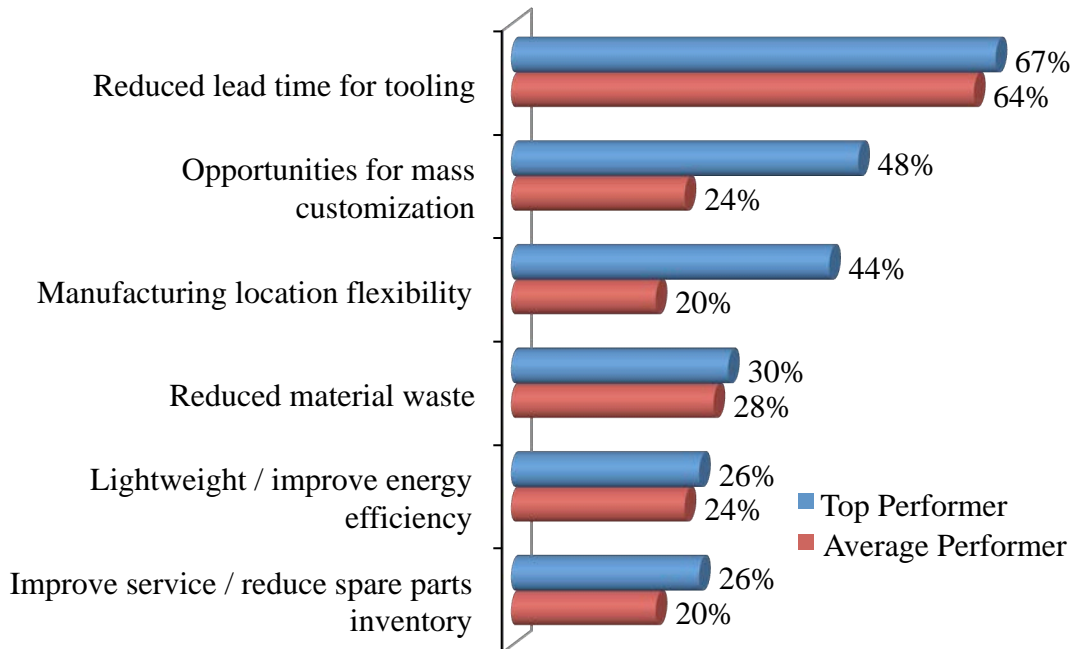 Reduced lead time for tooling
67%
64%
Opportunities for mass
customization
48%
24%
Manufacturing location flexibility
44%
20%
Reduced material waste
30%
28%
Lightweight / improve energy
efficiency
26%
24%
Improve service / reduce spare parts
inventory
26%
20%
Top Performer
Average Performer